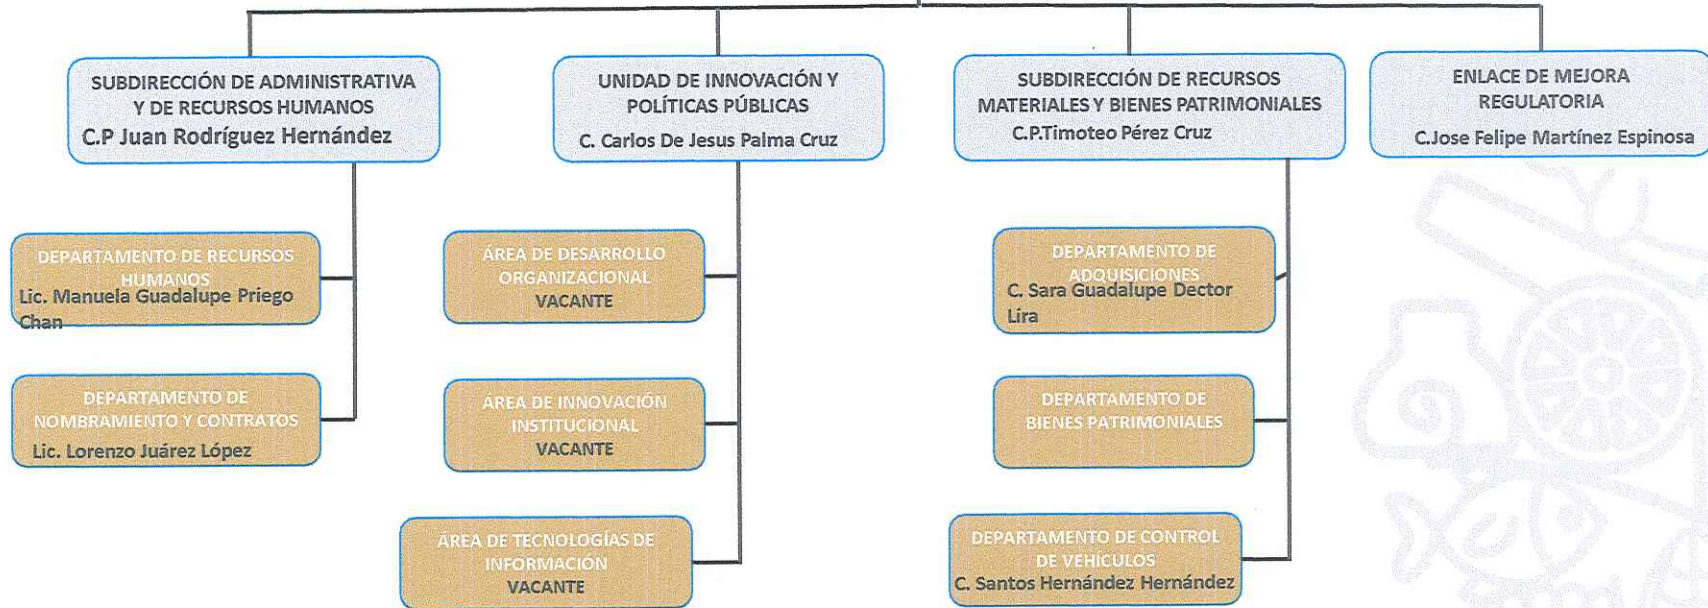 SUBDIRECCIÓN DE ADMINISTRATIVA
Y DE RECURSOS HUMANOS
C.P Juan Rodríguez Hernández
UNIDAD DE INNOVACIÓN Y
POLÍTICAS PÚBLICAS
C. Carlos De Jesus Palma Cruz
SUBDIRECCIÓN DE RECURSOS
MATERIALES Y BIENES PATRIMONIALES
C.P.Timoteo Pérez Cruz
ENLACE DE MEJORA
REGULATORIA
C.Jose Felipe Martínez Espinosa
DEPARTAMENTO DE RECURSOS
HUMANOS
Lic. Manuela Guadalupe Priego
Chan
ÁREA DE DESARROLLO
ORGANIZACIONAL
VACANTE
DEPARTAMENTO DE
ADQUISICIONES
C. Sara Guadalupe Dector
Lira
DEPARTAMENTO DE
NOMBRAMIENTO Y CONTRATOS
Lic. Lorenzo Juárez López
ÁREA DE INNOVACIÓN
INSTITUCIONAL
VACANTE
DEPARTAMENTO DE
BIENES PATRIMONIALES
ÁREA DE TECNOLOGÍAS DE
INFORMACIÓN
VACANTE
DEPARTAMENTO DE CONTROL
DE VEHÍCULOS
C. Santos Hernández Hernández